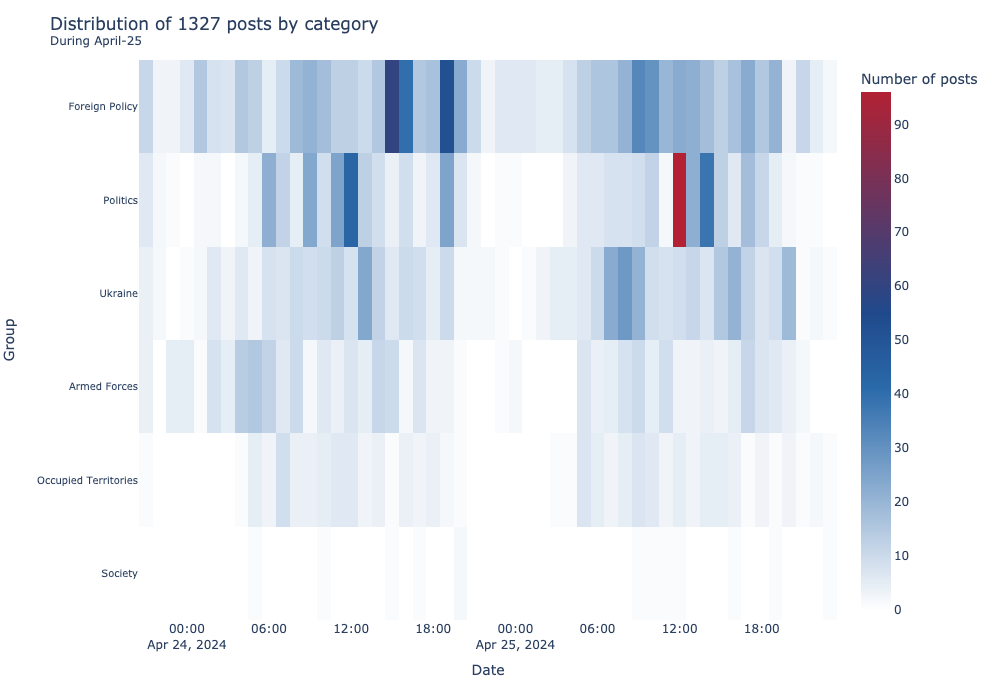 Distribution of 1327 posts by category
During April-25
Number of posts
Foreign Policy
Politics
Ukraine
Armed Forces
Occupied Territories
Society
Group
90
80
70
60
50
40
30
20
10
0
00:00 06:00 12:00 18:00 00:00 06:00 12:00 18:00
Apr 24, 2024 Apr 25, 2024
Date